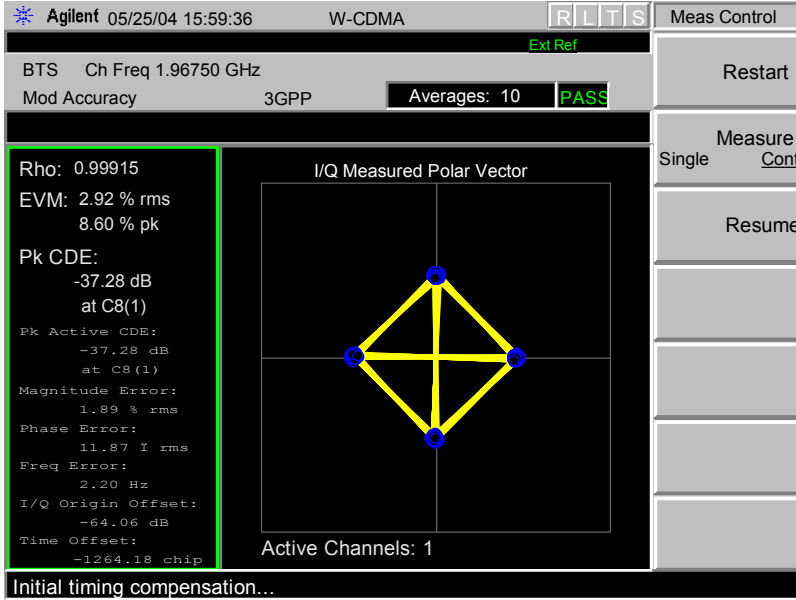 Agilent 05/25/04 15:59:36 W-CDMA R L T S Meas Control
Ext Ref
BTS Ch Freq 1.96750 GHz
Mod Accuracy 3GPP Averages: 10 PASS
Restart
Measure
Single Cont
Resume
Rho: 0.99915
EVM: 2.92 % rms
8.60 % pk
Pk CDE:
-37.28 dB
at C8(1)
Pk Active CDE:
-37.28 dB
at C8(1)
Magnitude Error:
1.89 % rms
Phase Error:
11.87 Ï rms
Freq Error:
2.20 Hz
I/Q Origin Offset:
-64.06 dB
Time Offset:
-1264.18 chip
I/Q Measured Polar Vector
Active Channels: 1
Initial timing compensation...